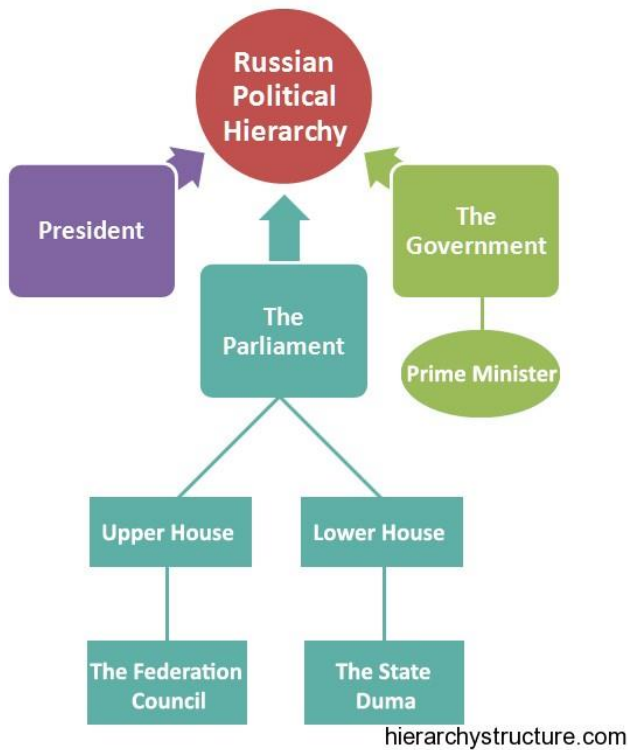 Russian
Political
Hierarchy
President
The
Government
The
Parliament
Prime Minister
Upper House
Lower House
The Federation
Council
The State
Duma
hierarchystructure.com